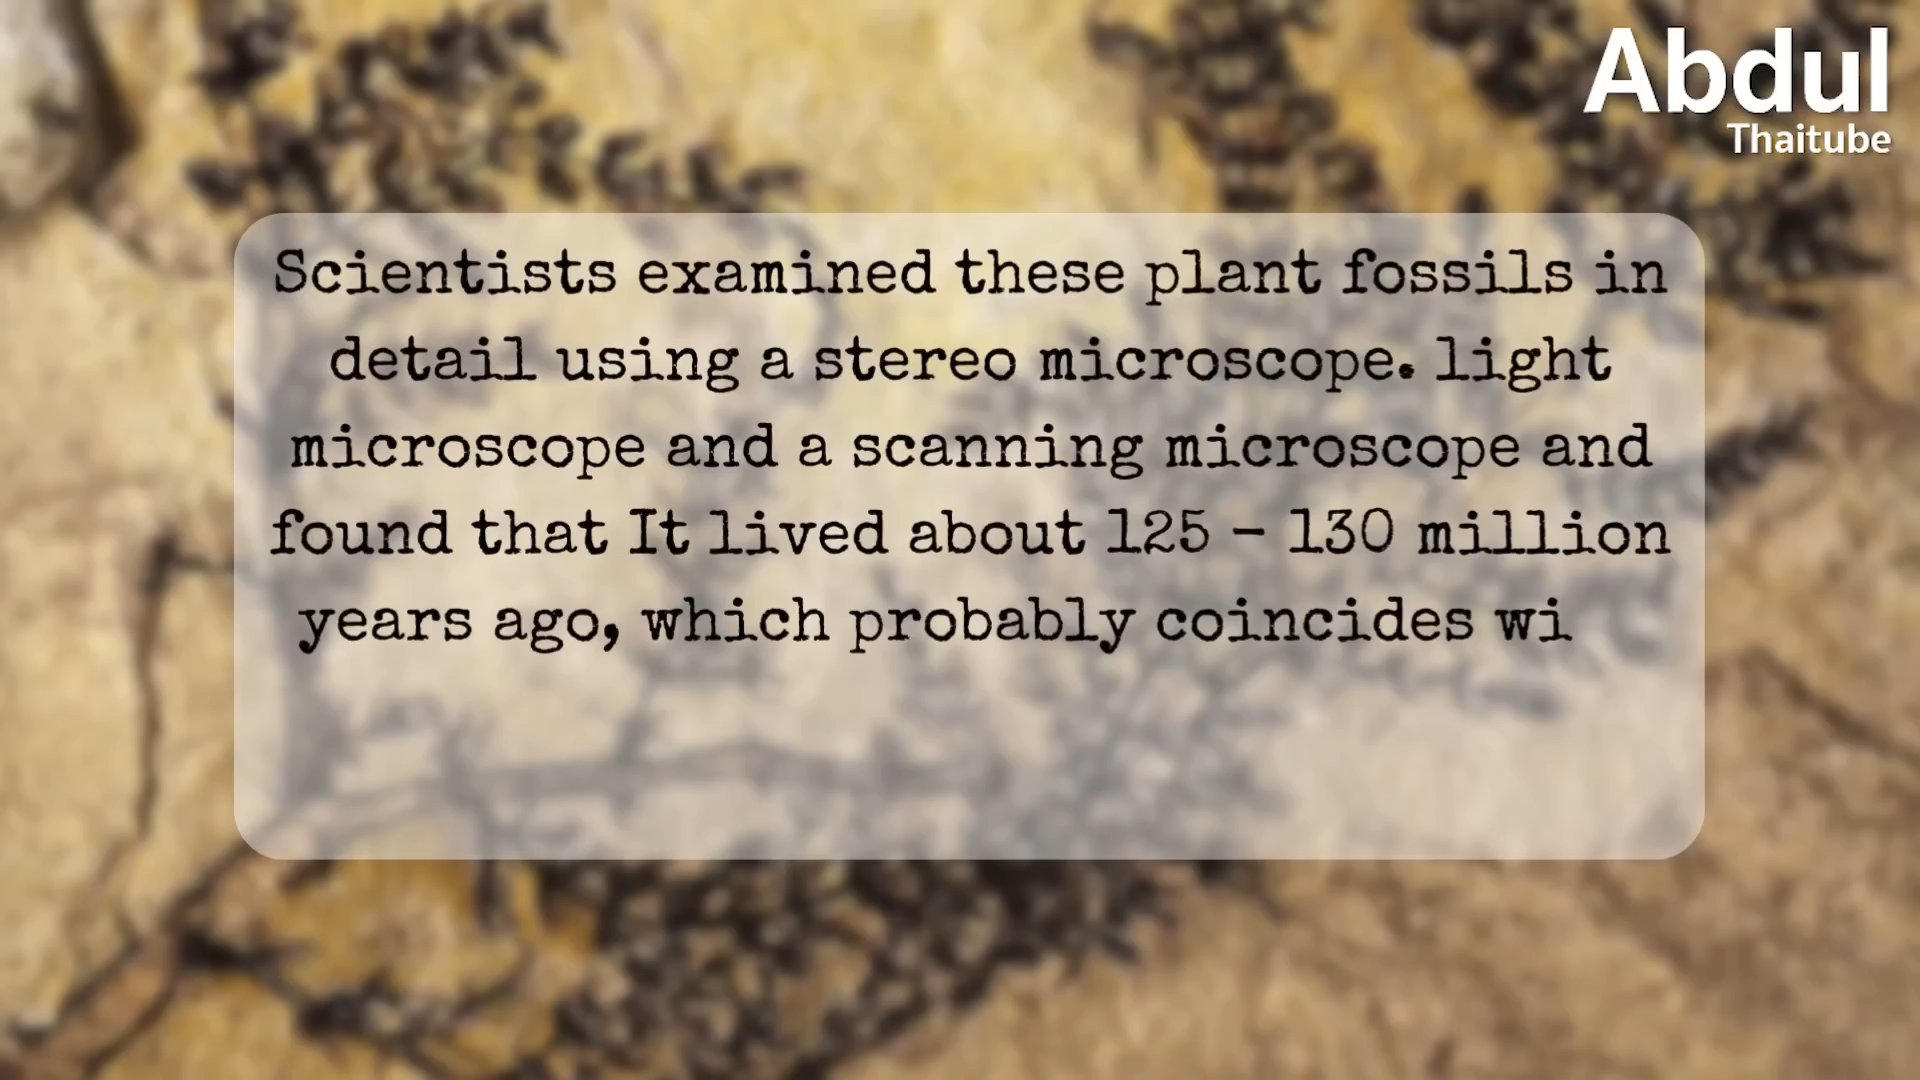 Abdul
Thaitube
Scientists examined these plant fossils in
detail using a stereo microscope. light
microscope and a scanning microscope and
found that It lived about 125 - 130 million
years ago, which probably coincides wi